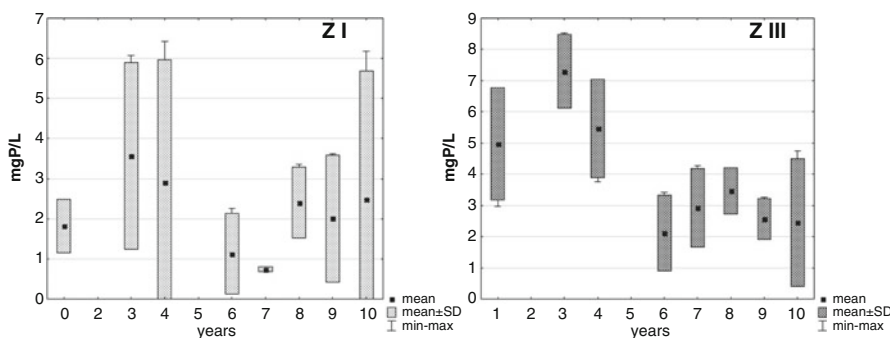 Z I
7
6
5
4
3
2
1
0
mgP/L
0 2 3 4 5 6 7 8 9 10
years
mean
mean±SD
min-max
Z III
9
8
7
6
5
4
3
2
1
0
mgP/L
1 2 3 4 5 6 7 8 9 10
years
mean
mean±SD
min-max